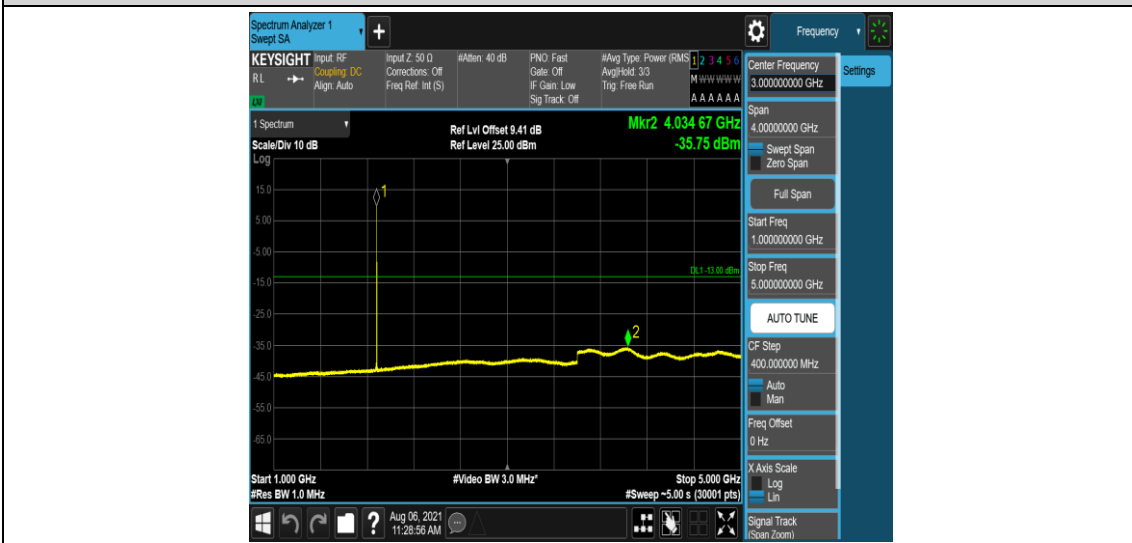 Spectrum Analyzer 1
Swept SA
+
Frequency
KEYSIGHT
RL
LXI
Input: RF
Coupling: DC
Align: Auto
Input Z: 50 Ω
Corrections: Off
Freq Ref: Int (S)
#Atten: 40 dB
PNO: Fast
Gate: Off
IF Gain: Low
Sig Track: Off
#Avg Type: Power (RMS
Avg|Hold: 3/3
Trig: Free Run
1 2 3 4 5 6
M W W W W W
A A A A A A
1 Spectrum
Scale/Div 10 dB
Log
Ref Lvl Offset 9.41 dB
Ref Level 25.00 dBm
Mkr2 4.034 67 GHz
-35.75 dBm
15.0
5.00
-5.00
-15.0
-25.0
-35.0
-45.0
-55.0
-65.0
1
DL1 -13.00 dBm
2
Start 1.000 GHz
#Res BW 1.0 MHz
#Video BW 3.0 MHz*
Stop 5.000 GHz
#Sweep ~5.00 s (30001 pts)
?
Aug 06, 2021
11:28:56 AM
Center Frequency
3.000000000 GHz
Settings
Span
4.00000000 GHz
Swept Span
Zero Span
Full Span
Start Freq
1.000000000 GHz
Stop Freq
5.000000000 GHz
AUTO TUNE
CF Step
400.000000 MHz
Auto
Man
Freq Offset
0 Hz
X Axis Scale
Log
Lin
Signal Track
(Span Zoom)